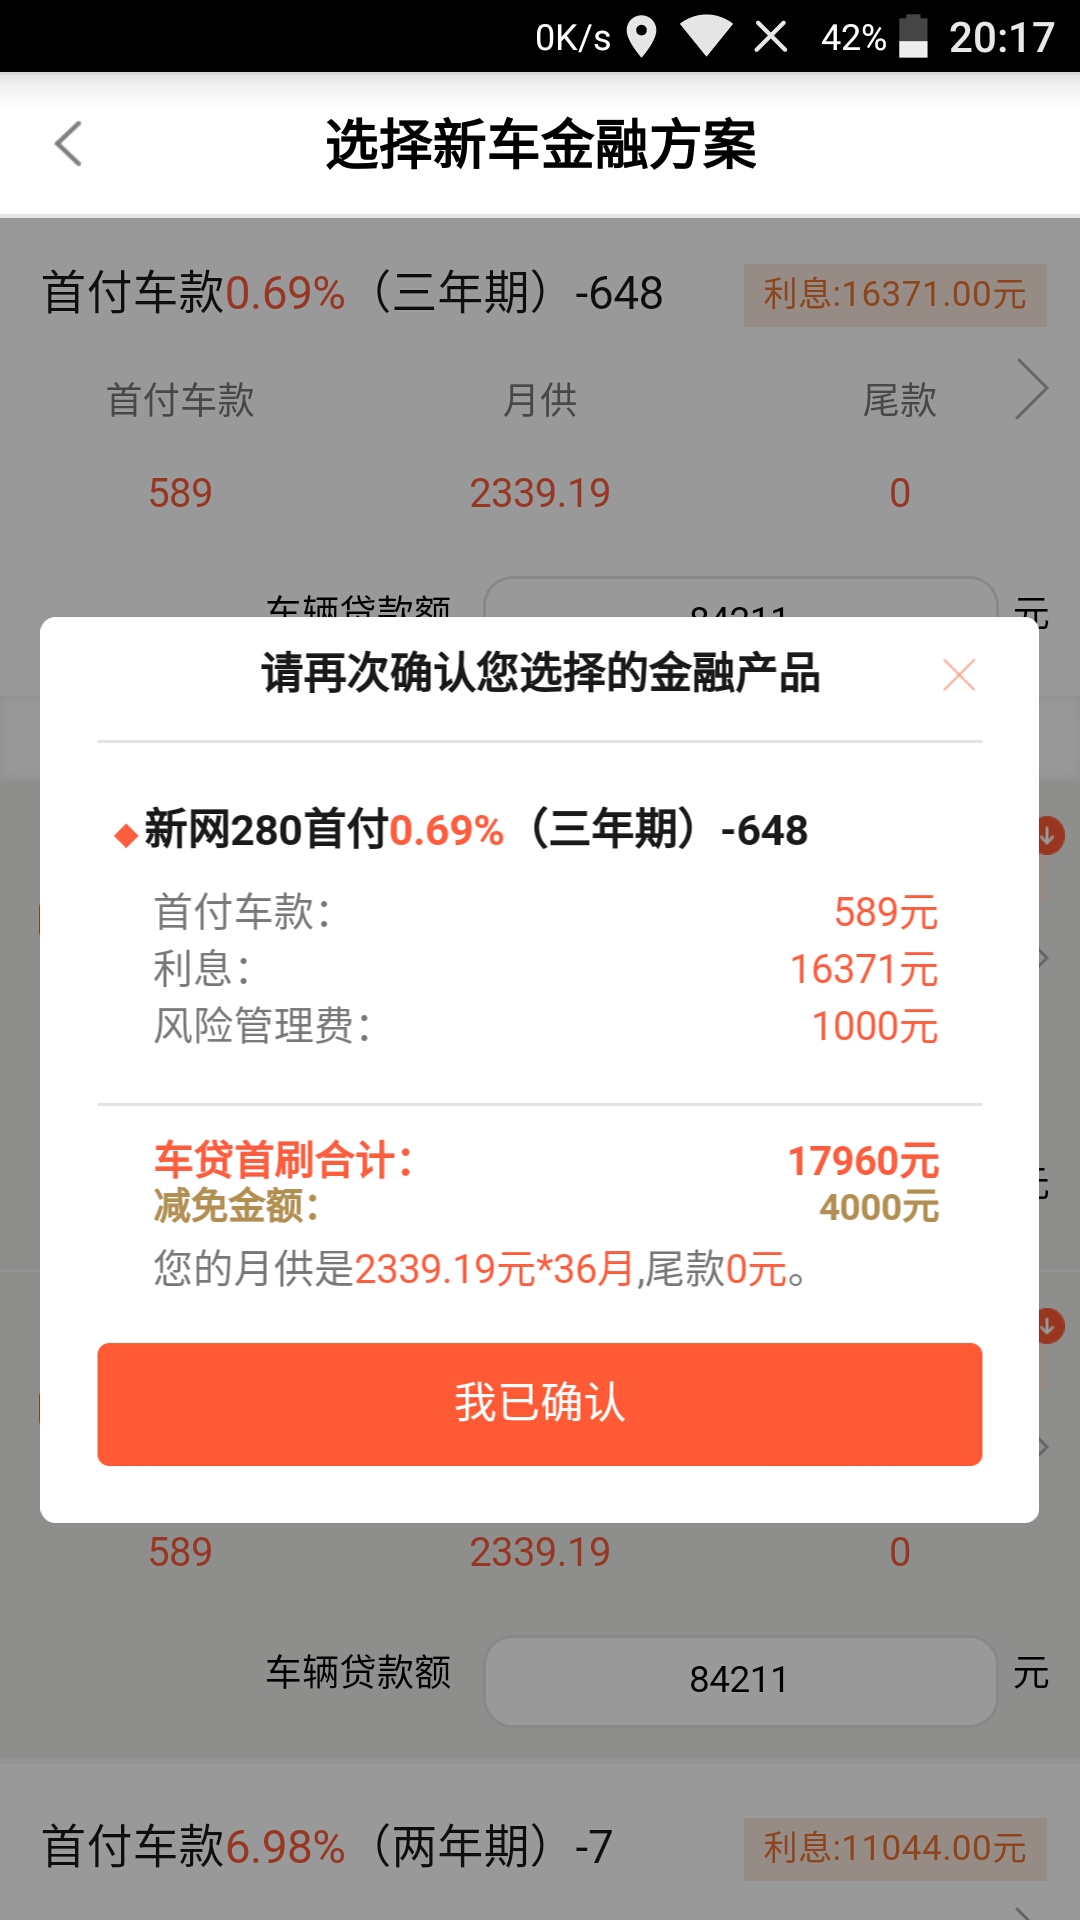 0K/s 42% 20:17
选择新车金融方案
首付车款0.69%（三年期）-648 利息:16371.00元
首付车款 月供 尾款
589 2339.19 0
车辆贷款额 84211 元
请再次确认您选择的金融产品
新网280首付0.69%（三年期）-648
首付车款： 589元
利息： 16371元
风险管理费： 1000元
车贷首刷合计： 17960元
减免金额： 4000元
您的月供是2339.19元*36月,尾款0元。
我已确认
589 2339.19 0
车辆贷款额 84211 元
首付车款6.98%（两年期）-7 利息:11044.00元